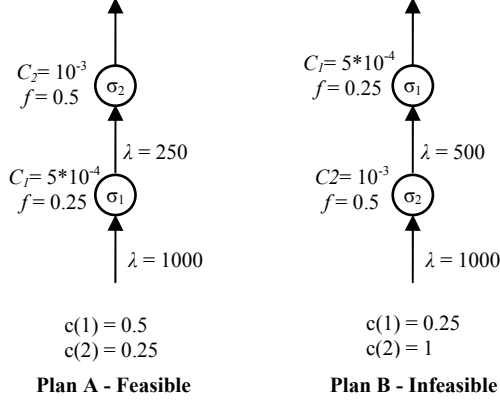 C₂= 10⁻³
f = 0.5
σ₂
λ = 250
C₁= 5*10⁻⁴
f = 0.25
σ₁
λ = 1000
c(1) = 0.5
c(2) = 0.25
Plan A - Feasible
C₁= 5*10⁻⁴
f = 0.25
σ₁
λ = 500
C2= 10⁻³
f = 0.5
σ₂
λ = 1000
c(1) = 0.25
c(2) = 1
Plan B - Infeasible